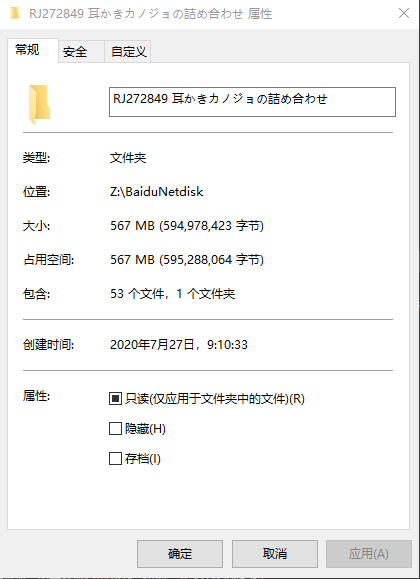 RJ272849 耳かきカノジョの詰め合わせ 属性
常规 安全 自定义
RJ272849 耳かきカノジョの詰め合わせ
类型: 文件夹
位置: Z:\BaiduNetdisk
大小: 567 MB (594,978,423 字节)
占用空间: 567 MB (595,288,064 字节)
包含: 53 个文件，1 个文件夹
创建时间: 2020年7月27日，9:10:33
属性: 只读(仅应用于文件夹中的文件)(R)
隐藏(H)
存档(I)
确定 取消 应用(A)